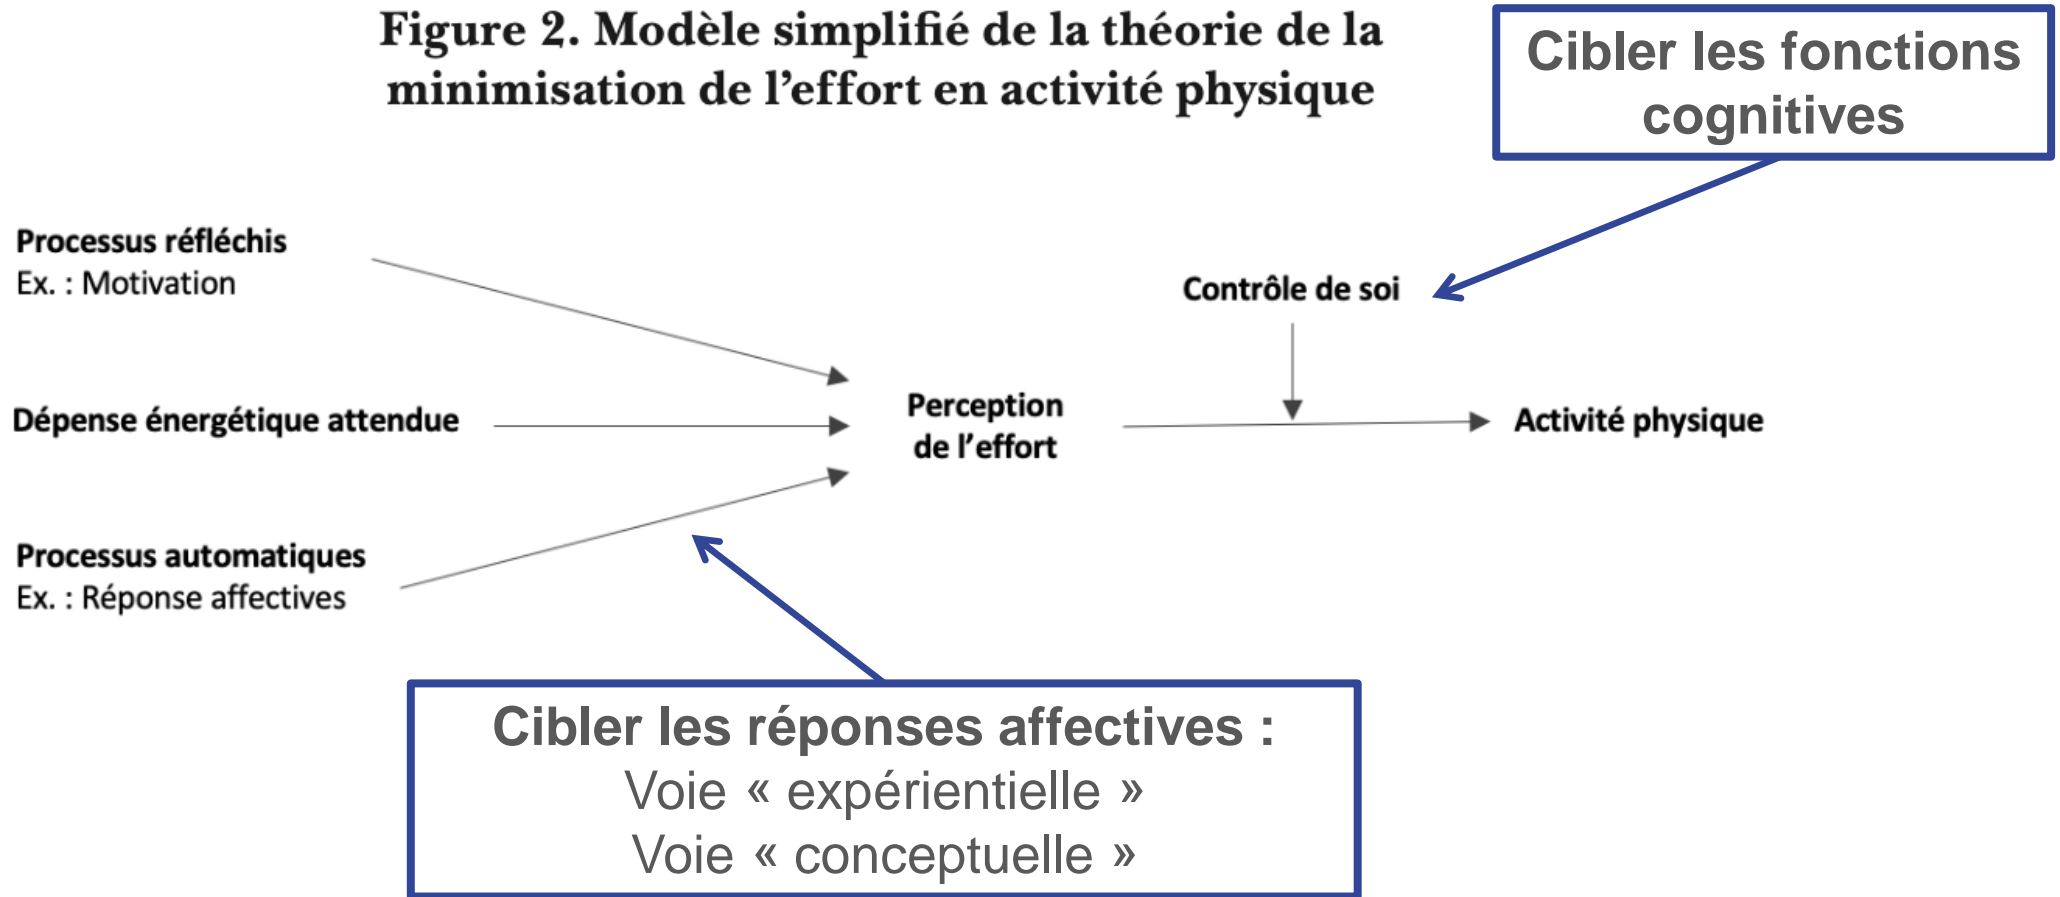 Figure 2. Modèle simplifié de la théorie de la
minimisation de l’effort en activité physique
Cibler les fonctions
cognitives
Processus réfléchis
Ex. : Motivation
Contrôle de soi
Dépense énergétique attendue
Perception
de l’effort
Activité physique
Processus automatiques
Ex. : Réponse affectives
Cibler les réponses affectives :
Voie « expérientielle »
Voie « conceptuelle »